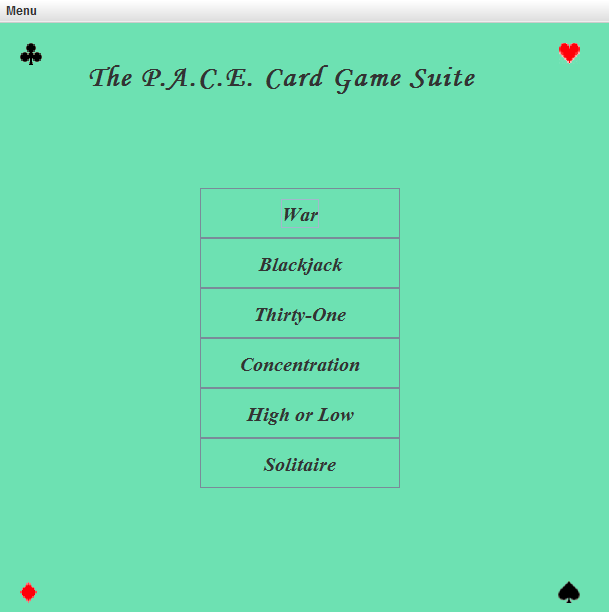 Menu
The P.A.C.E. Card Game Suite
War
Blackjack
Thirty-One
Concentration
High or Low
Solitaire